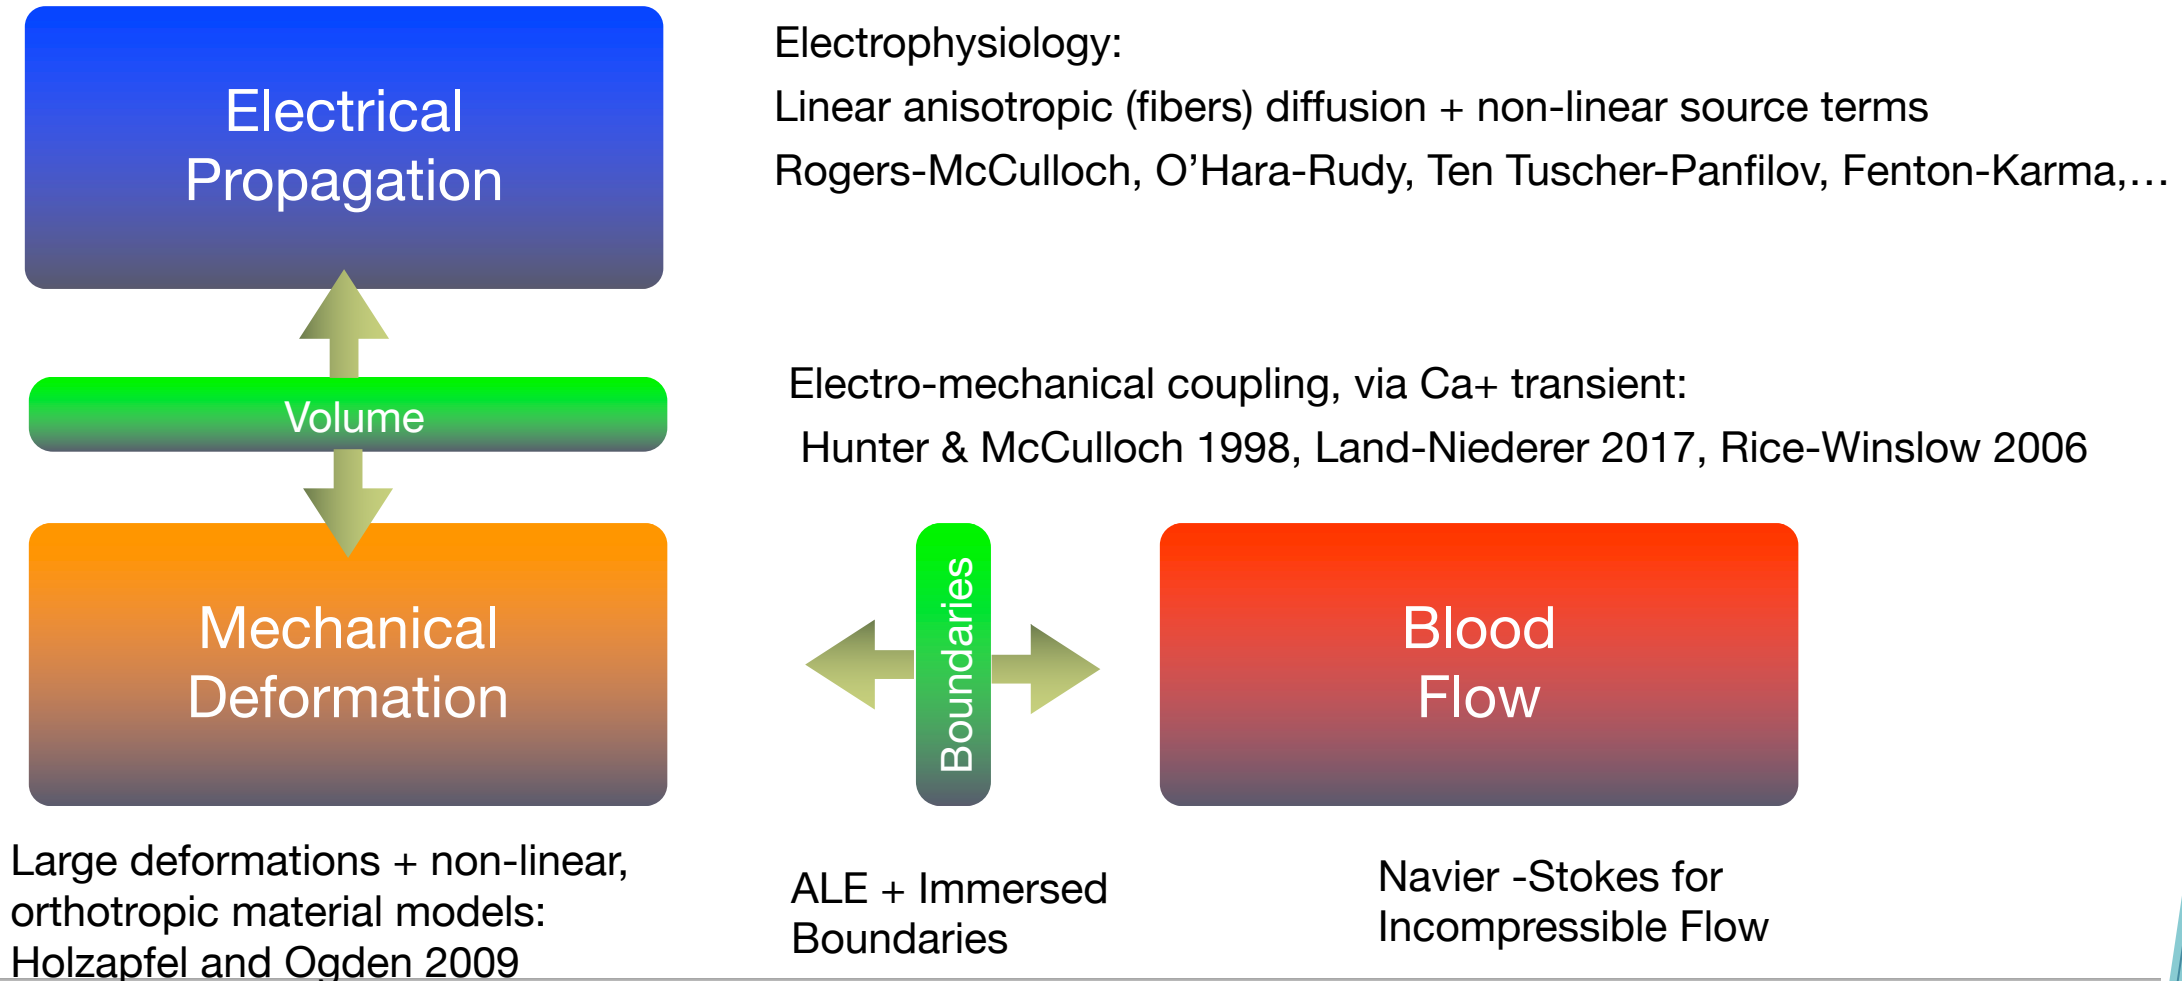 Electrical
Propagation
Electrophysiology:
Linear anisotropic (fibers) diffusion + non-linear source terms
Rogers-McCulloch, O’Hara-Rudy, Ten Tuscher-Panfilov, Fenton-Karma,…
Volume
Electro-mechanical coupling, via Ca+ transient:
Hunter & McCulloch 1998, Land-Niederer 2017, Rice-Winslow 2006
Mechanical
Deformation
Boundaries
Blood
Flow
Large deformations + non-linear,
orthotropic material models:
Holzapfel and Ogden 2009
ALE + Immersed
Boundaries
Navier -Stokes for
Incompressible Flow